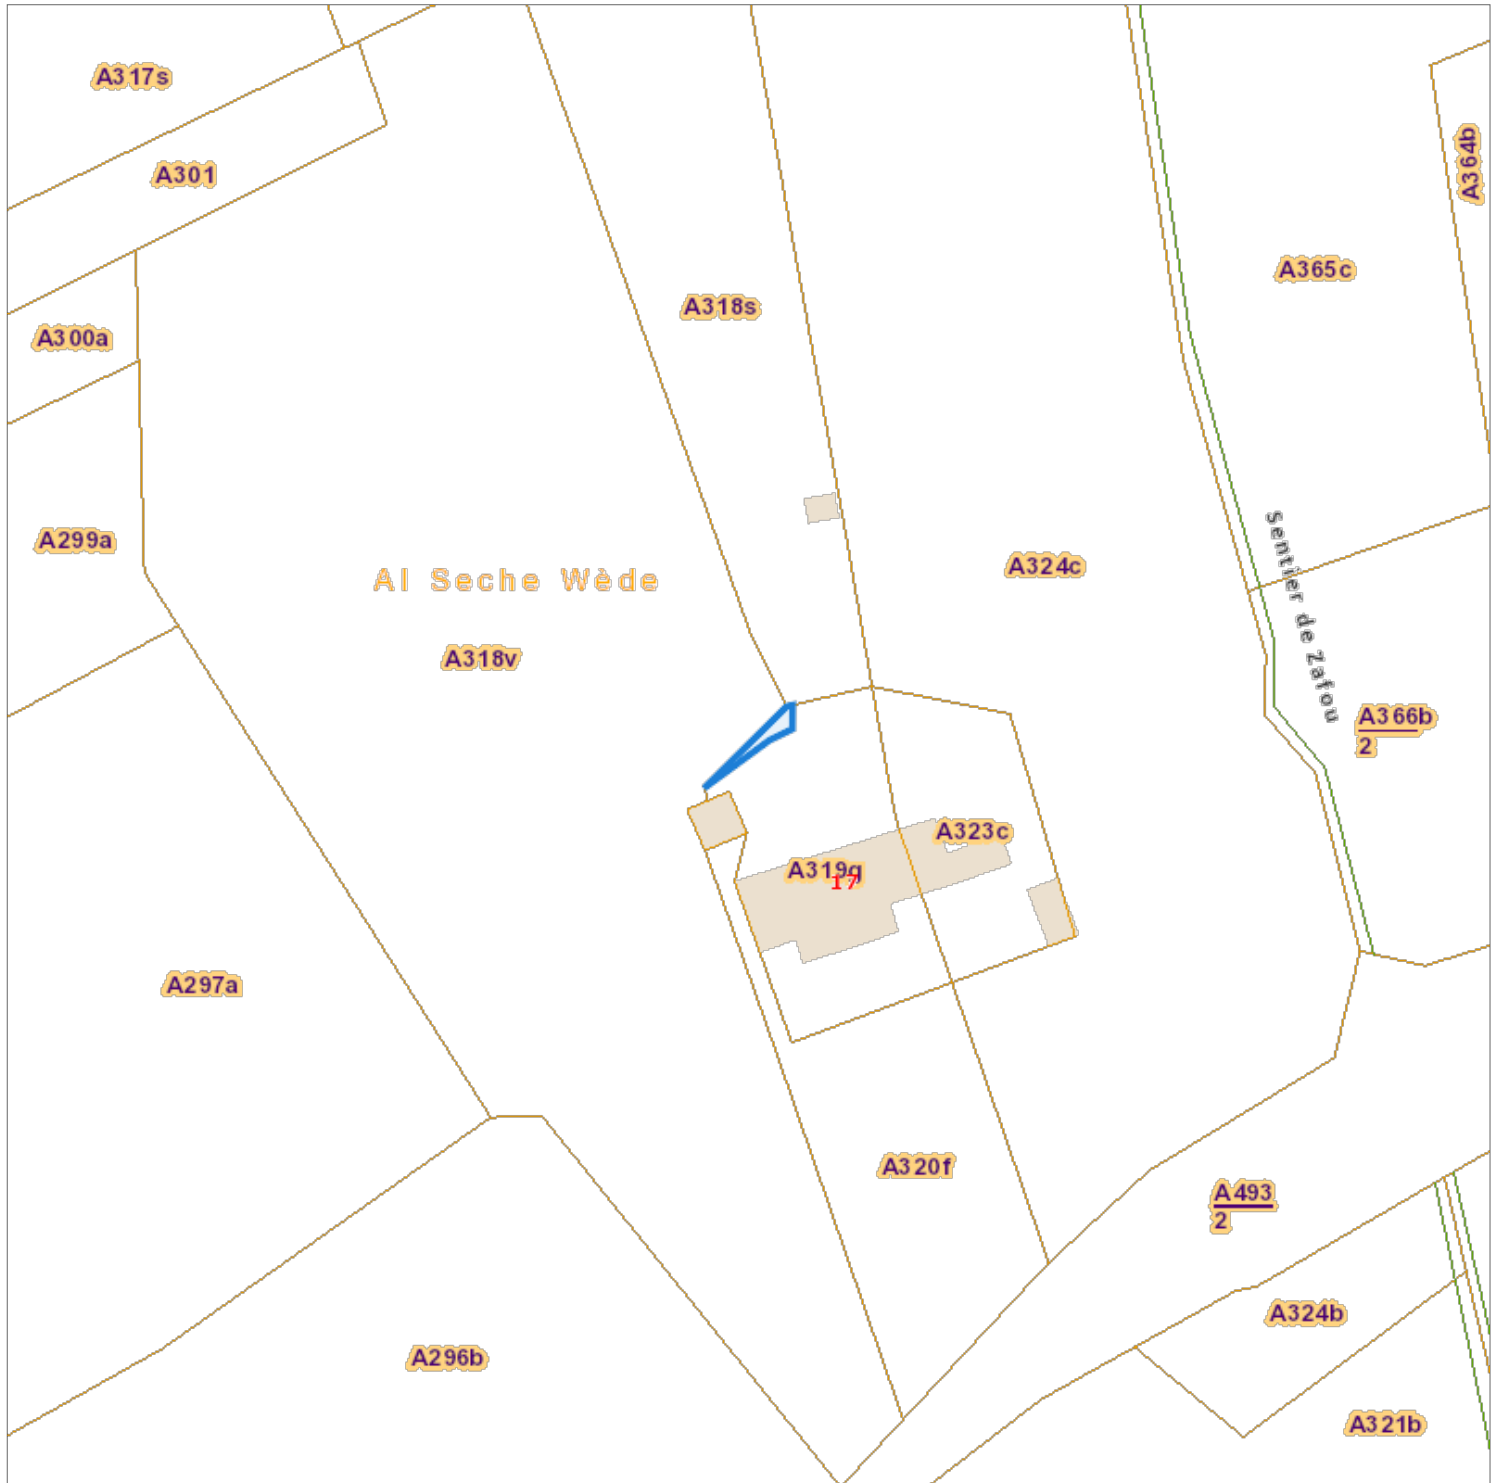 A317s
A301
A364b
A365c
A318s
A300a
A299a
A324c
Al Seche Wède
Sentier de Zafou
A318v
A366b
2
A323c
A319g
17
A297a
A320f
A493
2
A324b
A296b
A321b